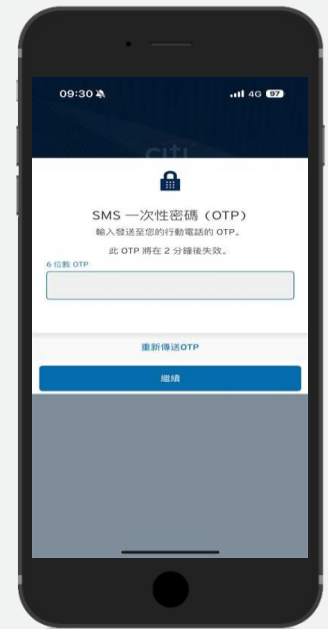 09:30
4G 97
citi
SMS 一次性密碼（OTP）
輸入發送至您的行動電話的 OTP。
此 OTP 將在 2 分鐘後失效。
6 位數 OTP
重新傳送OTP
繼續